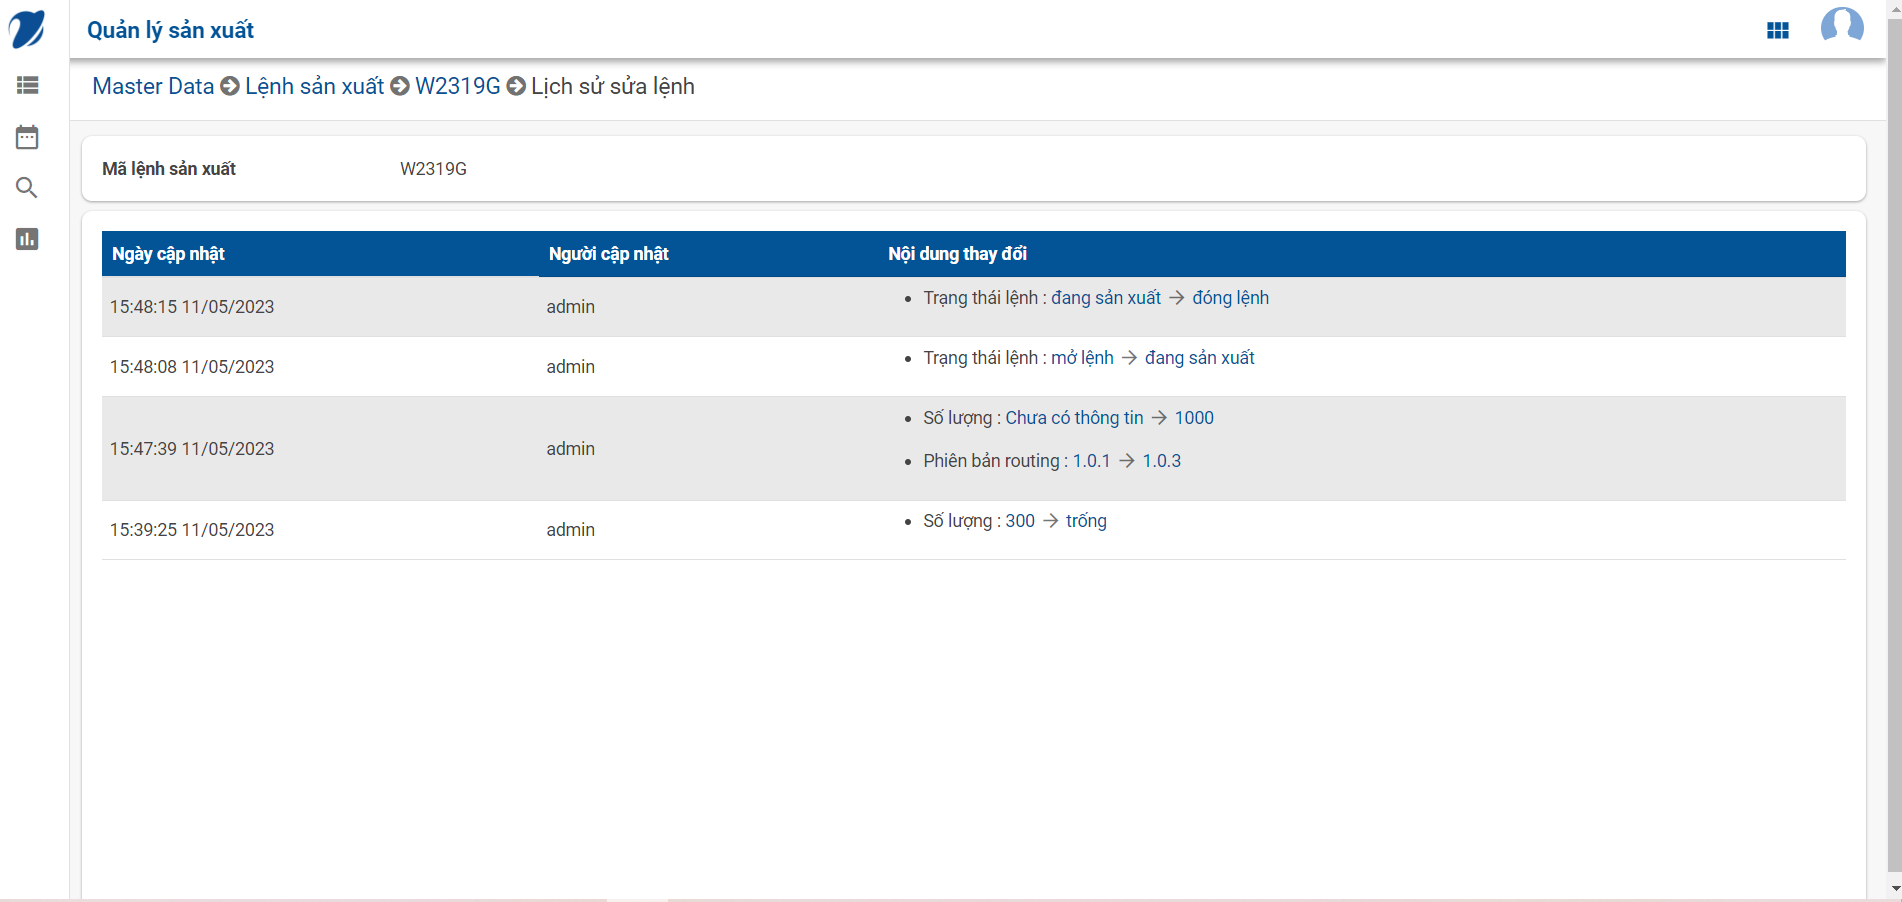 Quản lý sản xuất
Master Data Lệnh sản xuất W2319G Lịch sử sửa lệnh
Mã lệnh sản xuất W2319G
Ngày cập nhật Người cập nhật Nội dung thay đổi
15:48:15 11/05/2023 admin • Trạng thái lệnh : đang sản xuất → đóng lệnh
15:48:08 11/05/2023 admin • Trạng thái lệnh : mở lệnh → đang sản xuất
15:47:39 11/05/2023 admin • Số lượng : Chưa có thông tin → 1000
• Phiên bản routing : 1.0.1 → 1.0.3
15:39:25 11/05/2023 admin • Số lượng : 300 → trống